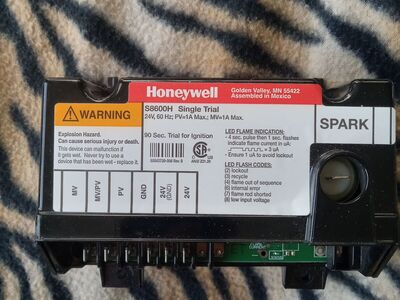 Honeywell
Golden Valley, MN 55422
Assembled in Mexico
S8600H Single Trial
24V, 60 Hz; PV=1A Max.; MV=1A Max.
WARNING
Explosion Hazard.
Can cause serious injury or death.
This device can malfunction if
it gets wet. Never try to use a
device that has been wet - replace it.
90 Sec. Trial for Ignition
LED FLAME INDICATION:
- 4 sec. pulse then 1 sec. flashes
indicate flame current in uA:
= 3 uA
- Ensure 1 uA to avoid lockout
LED FLASH CODES:
(2) lockout
(3) recycle
(4) flame out of sequence
(6) internal error
(7) flame rod shorted
(8) low input voltage
SPARK
MV
MV/PV
PV
GND
24V
(GND)
24V